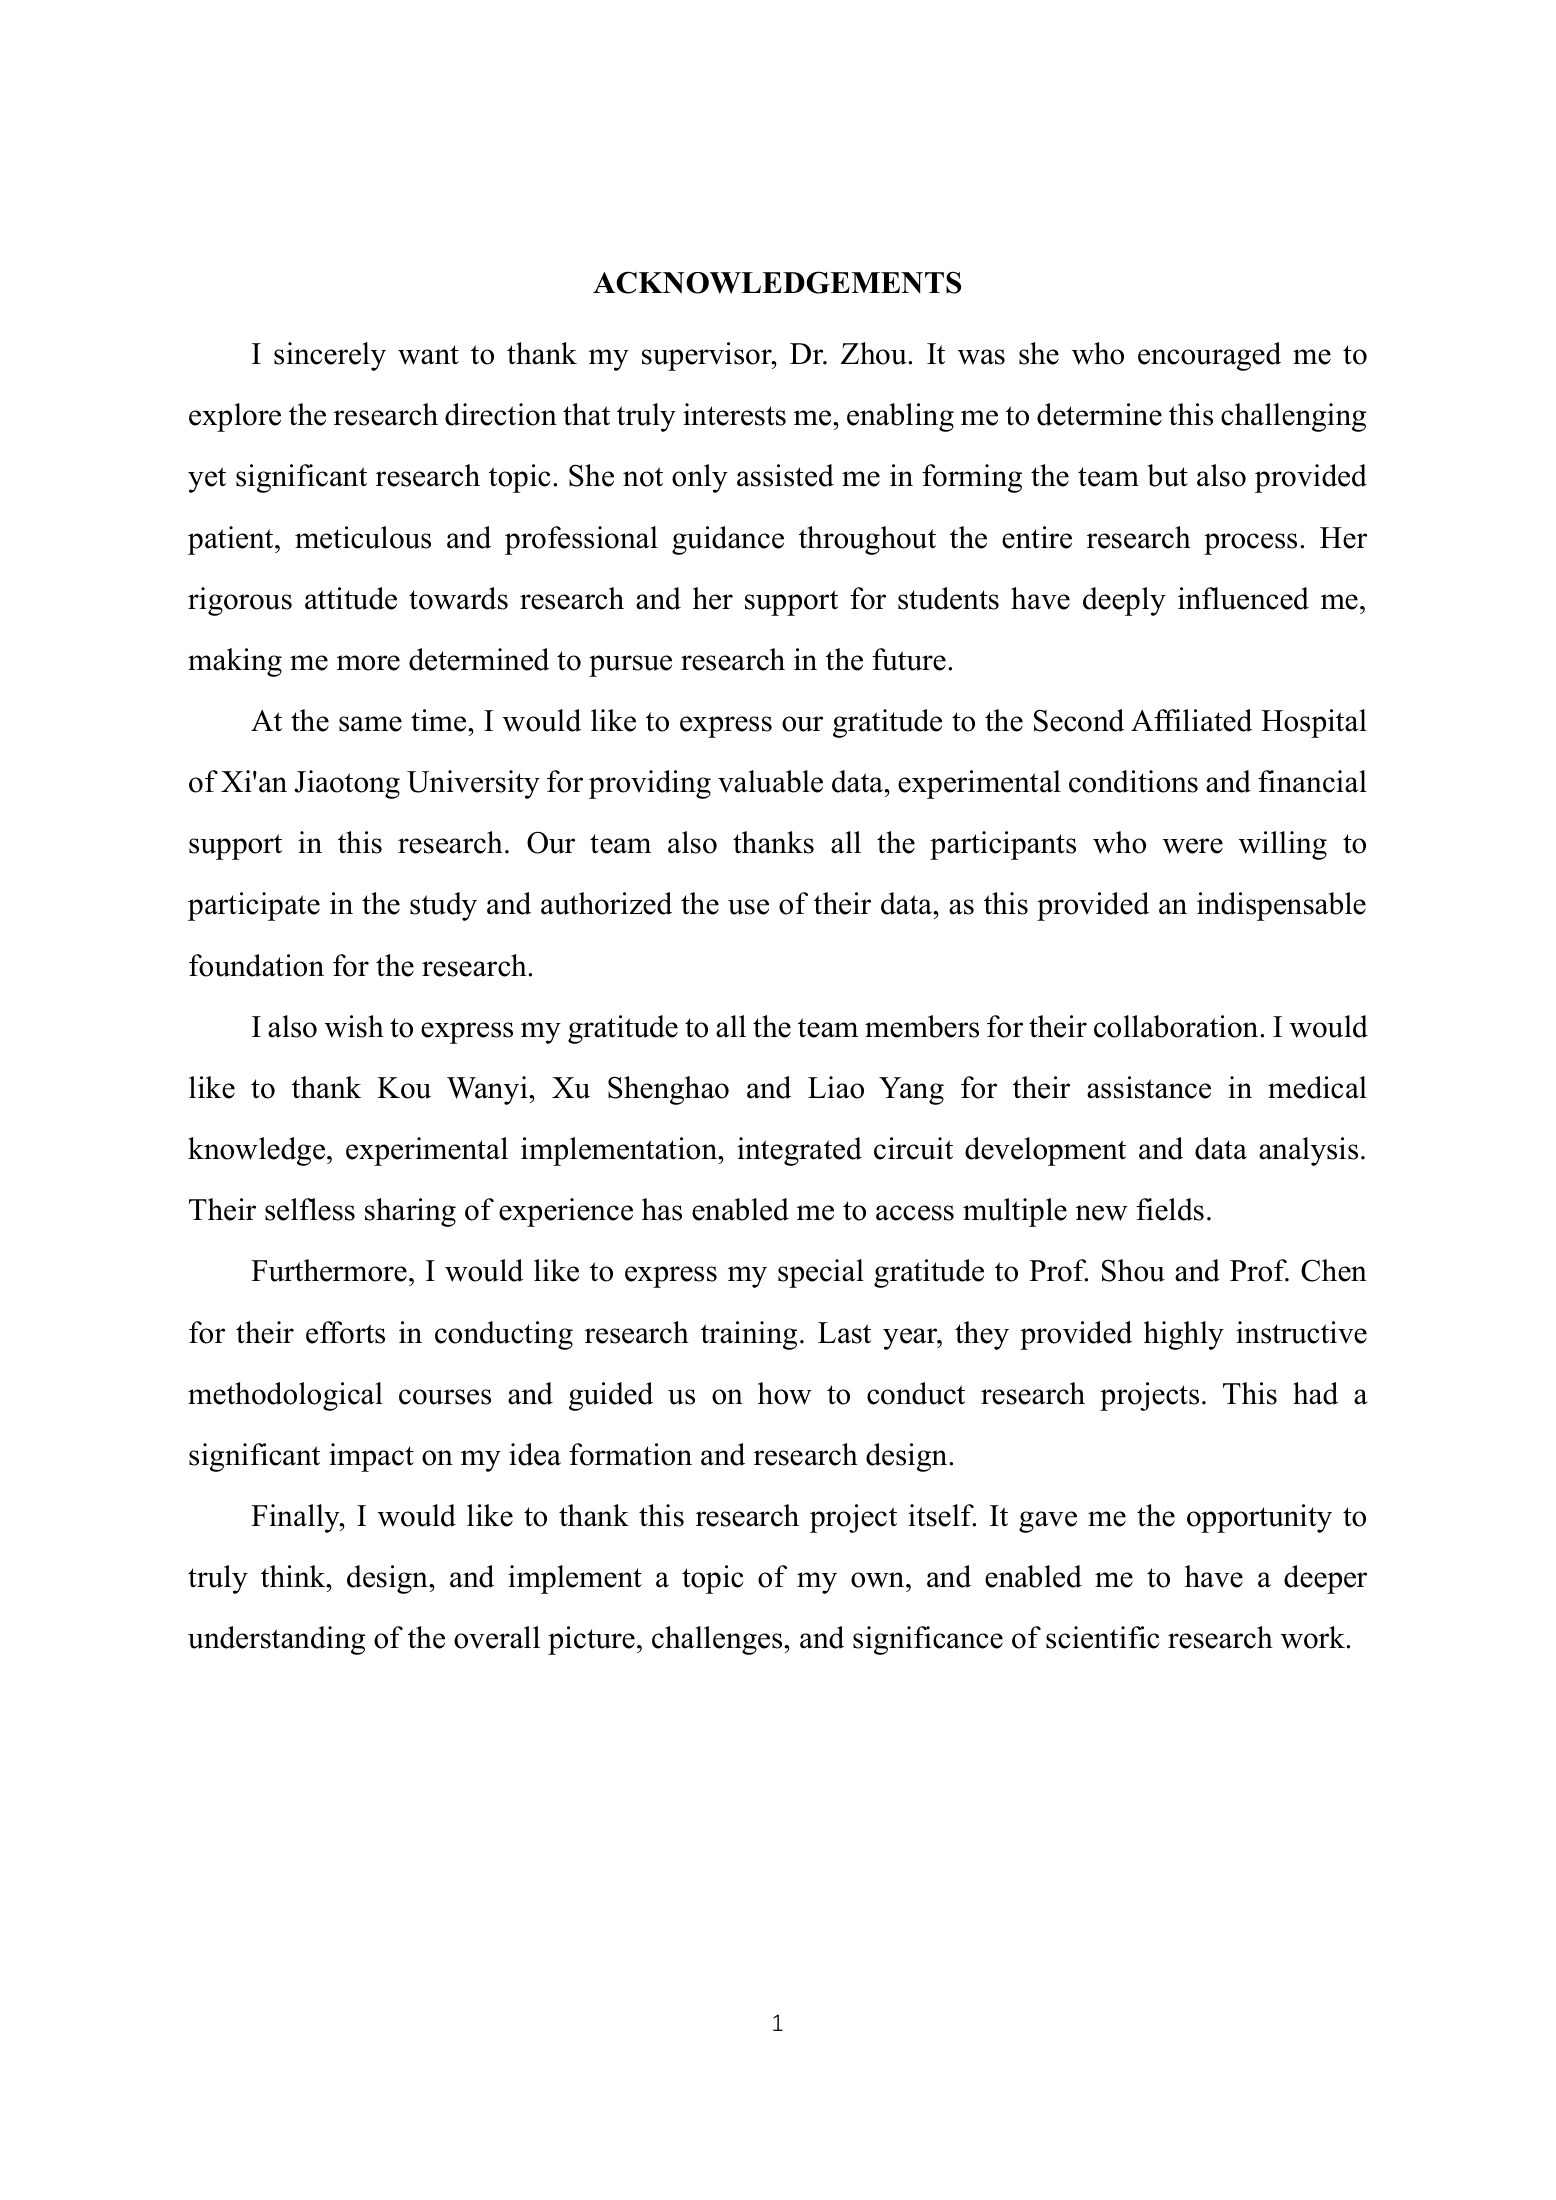 ACKNOWLEDGEMENTS
I sincerely want to thank my supervisor, Dr. Zhou. It was she who encouraged me to
explore the research direction that truly interests me, enabling me to determine this challenging
yet significant research topic. She not only assisted me in forming the team but also provided
patient, meticulous and professional guidance throughout the entire research process. Her
rigorous attitude towards research and her support for students have deeply influenced me,
making me more determined to pursue research in the future.
At the same time, I would like to express our gratitude to the Second Affiliated Hospital
of Xi'an Jiaotong University for providing valuable data, experimental conditions and financial
support in this research. Our team also thanks all the participants who were willing to
participate in the study and authorized the use of their data, as this provided an indispensable
foundation for the research.
I also wish to express my gratitude to all the team members for their collaboration. I would
like to thank Kou Wanyi, Xu Shenghao and Liao Yang for their assistance in medical
knowledge, experimental implementation, integrated circuit development and data analysis.
Their selfless sharing of experience has enabled me to access multiple new fields.
Furthermore, I would like to express my special gratitude to Prof. Shou and Prof. Chen
for their efforts in conducting research training. Last year, they provided highly instructive
methodological courses and guided us on how to conduct research projects. This had a
significant impact on my idea formation and research design.
Finally, I would like to thank this research project itself. It gave me the opportunity to
truly think, design, and implement a topic of my own, and enabled me to have a deeper
understanding of the overall picture, challenges, and significance of scientific research work.
1